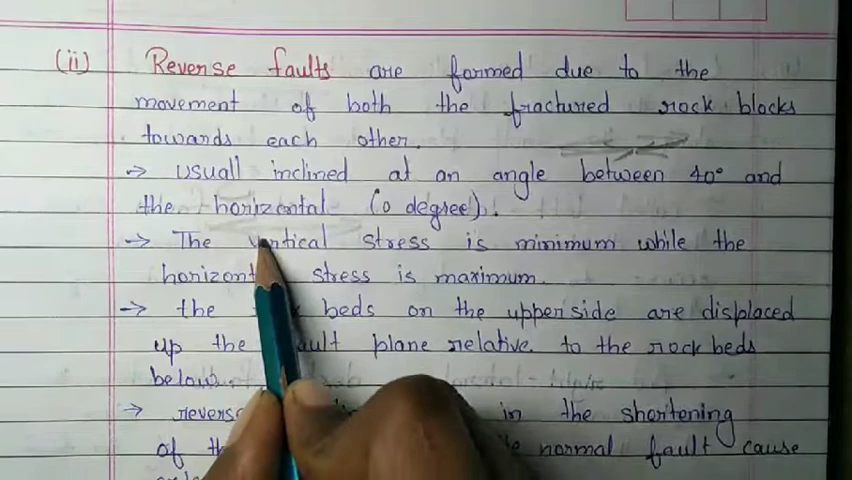 (ii) Reverse faults are formed due to the
movement of both the fractured rock blocks
towards each other.
-> usuall inclined at an angle between 40° and
the horizontal (0 degree).
-> The vertical stress is minimum while the
stress is maximum.
-> the beds on the upper side are displaced
up the plane relative to the rock beds
below.
-> in the shortening
of normal fault cause